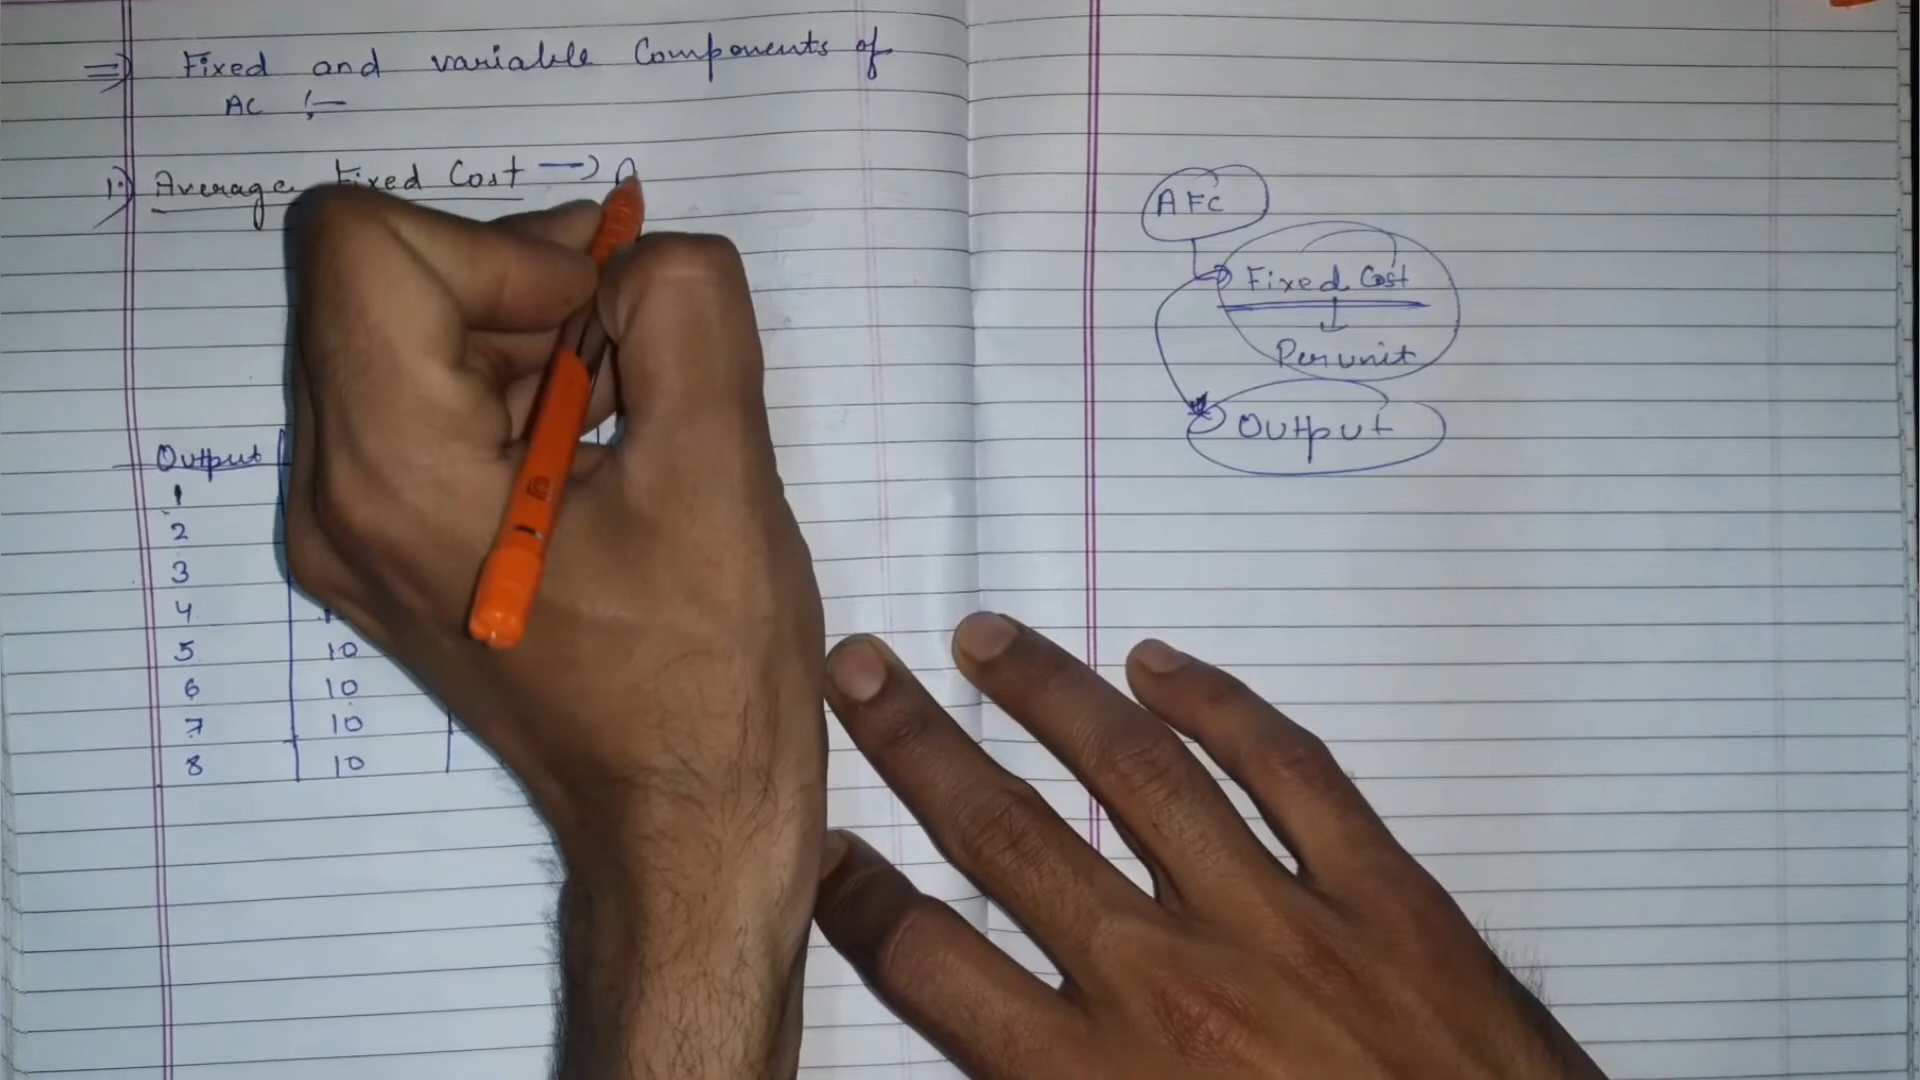 =) Fixed and variable Components of
AC :-
1.) Average Fixed Cost →
Output
1
2
3
4
5 10
6 10
7 10
8 10
AFC
Fixed Cost
↓
Per unit
Output